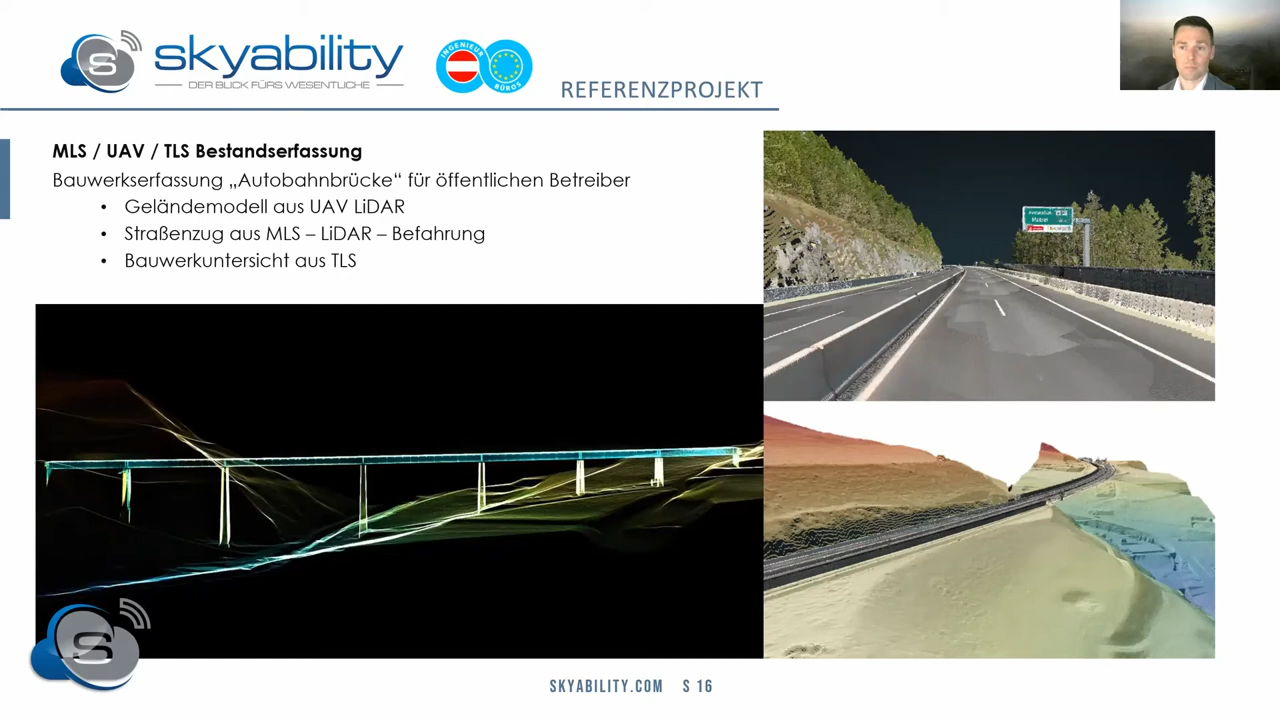 skyability
DER BLICK FÜRS WESENTLICHE
INGENIEUR
BÜROS
REFERENZPROJEKT
MLS / UAV / TLS Bestandserfassung
Bauwerkserfassung „Autobahnbrücke“ für öffentlichen Betreiber
• Geländemodell aus UAV LiDAR
• Straßenzug aus MLS – LiDAR – Befahrung
• Bauwerkuntersicht aus TLS
SKYABILITY.COM S 16